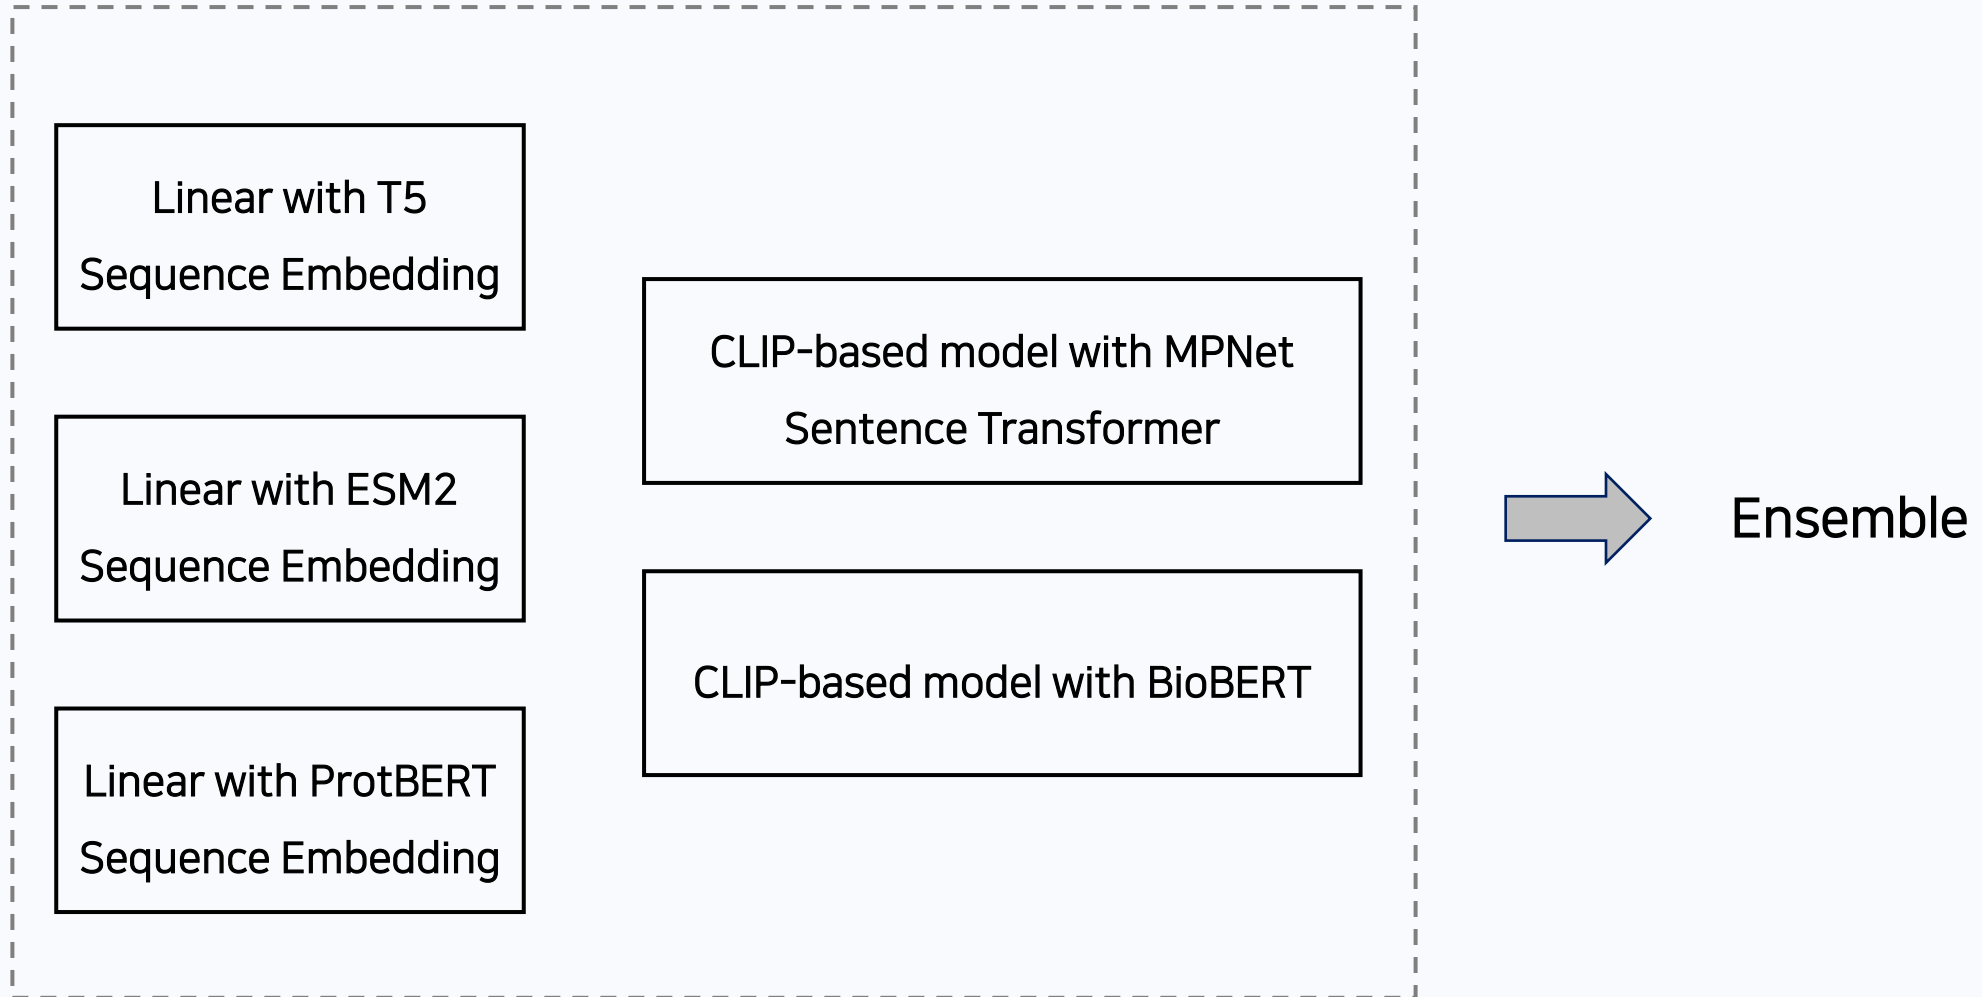 Linear with T5
Sequence Embedding
Linear with ESM2
Sequence Embedding
Linear with ProtBERT
Sequence Embedding
CLIP-based model with MPNet
Sentence Transformer
CLIP-based model with BioBERT
Ensemble